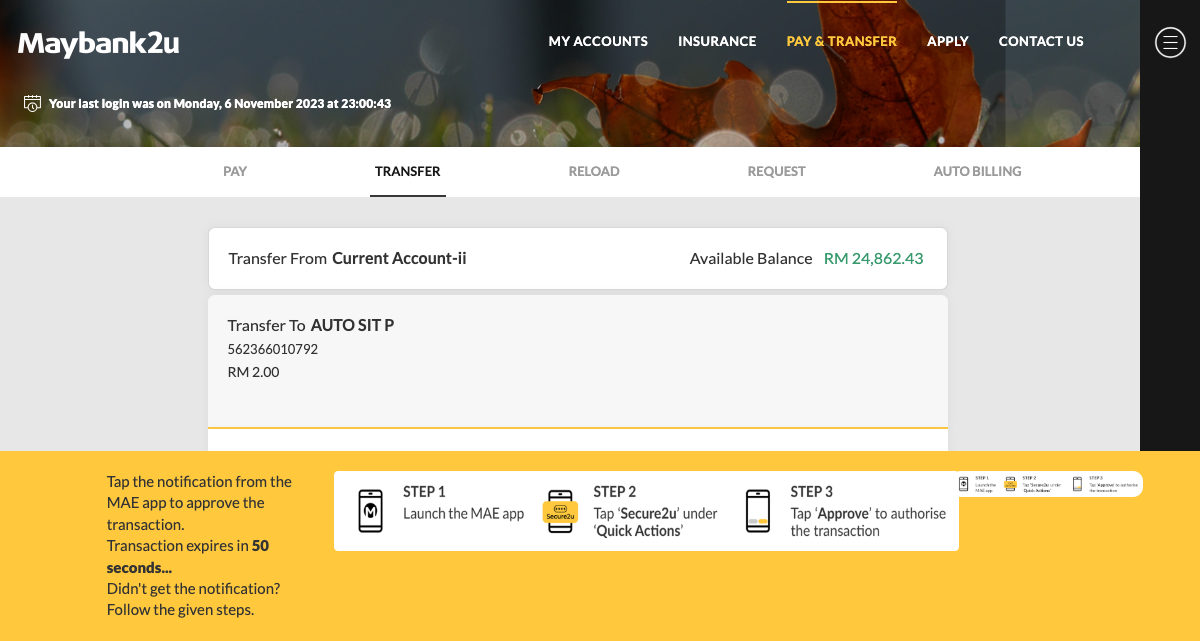 Maybank2u
MY ACCOUNTS INSURANCE PAY & TRANSFER APPLY CONTACT US
Your last login was on Monday, 6 November 2023 at 23:00:43
PAY TRANSFER RELOAD REQUEST AUTO BILLING
Transfer From Current Account-ii Available Balance RM 24,862.43
Transfer To AUTO SIT P
562366010792
RM 2.00
Tap the notification from the
MAE app to approve the
transaction.
Transaction expires in 50
seconds...
Didn't get the notification?
Follow the given steps.
STEP 1
Launch the MAE app
Secure2u
STEP 2
Tap ‘Secure2u’ under
‘Quick Actions’
STEP 3
Tap ‘Approve’ to authorise
the transaction
STEP 1
Launch the
MAE app
STEP 2
Tap ‘Secure2u’ under
‘Quick Actions’
STEP 3
Tap ‘Approve’ to authorise
the transaction